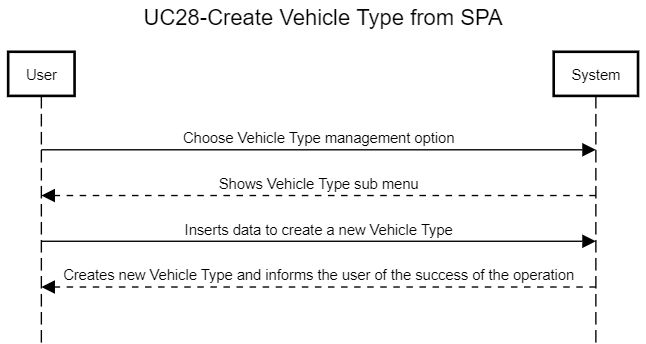 UC28-Create Vehicle Type from SPA
User
System
Choose Vehicle Type management option
Shows Vehicle Type sub menu
Inserts data to create a new Vehicle Type
Creates new Vehicle Type and informs the user of the success of the operation